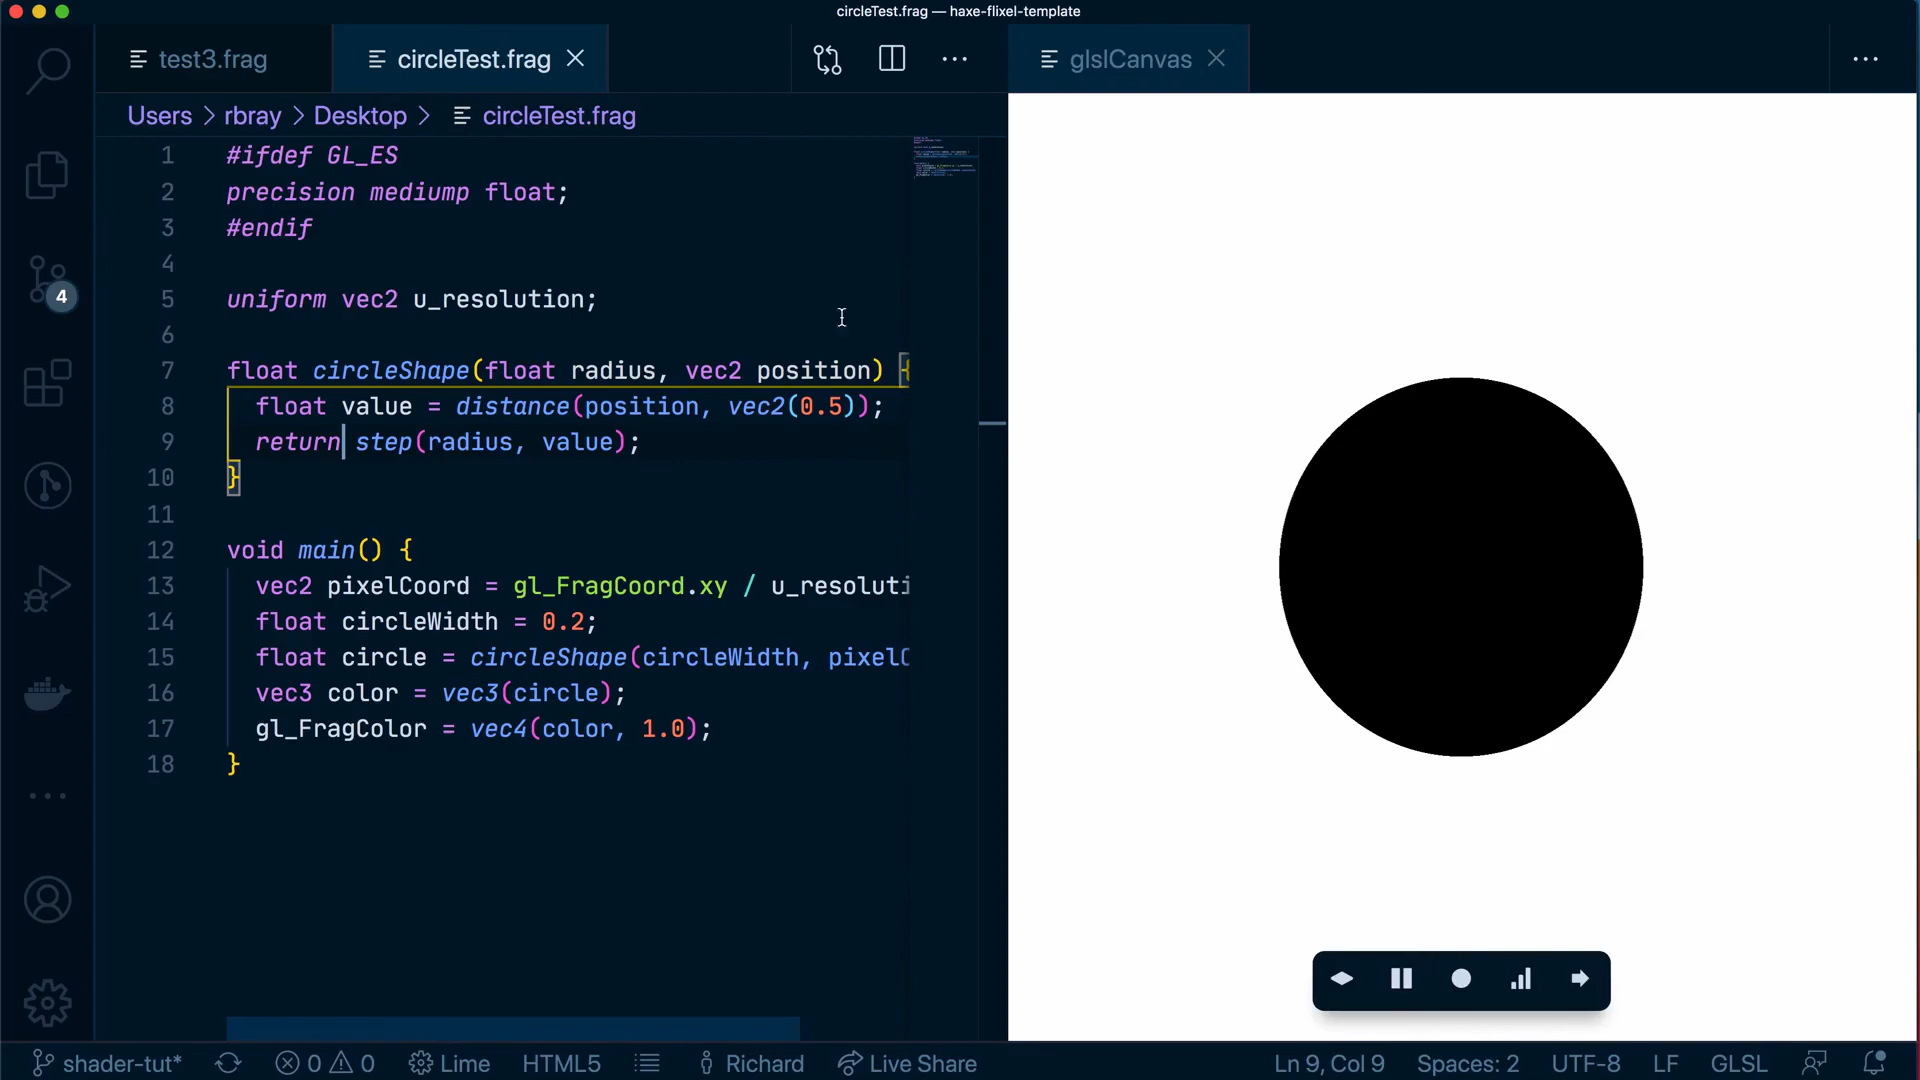 circleTest.frag — haxe-flixel-template
test3.frag
circleTest.frag
glslCanvas
Users > rbray > Desktop > circleTest.frag
1 #ifdef GL_ES
2 precision mediump float;
3 #endif
4
5 uniform vec2 u_resolution;
6
7 float circleShape(float radius, vec2 position) {
8 float value = distance(position, vec2(0.5));
9 return step(radius, value);
10 }
11
12 void main() {
13 vec2 pixelCoord = gl_FragCoord.xy / u_resoluti
14 float circleWidth = 0.2;
15 float circle = circleShape(circleWidth, pixelC
16 vec3 color = vec3(circle);
17 gl_FragColor = vec4(color, 1.0);
18 }
4
shader-tut* 0 0 Lime HTML5 Richard Live Share Ln 9, Col 9 Spaces: 2 UTF-8 LF GLSL